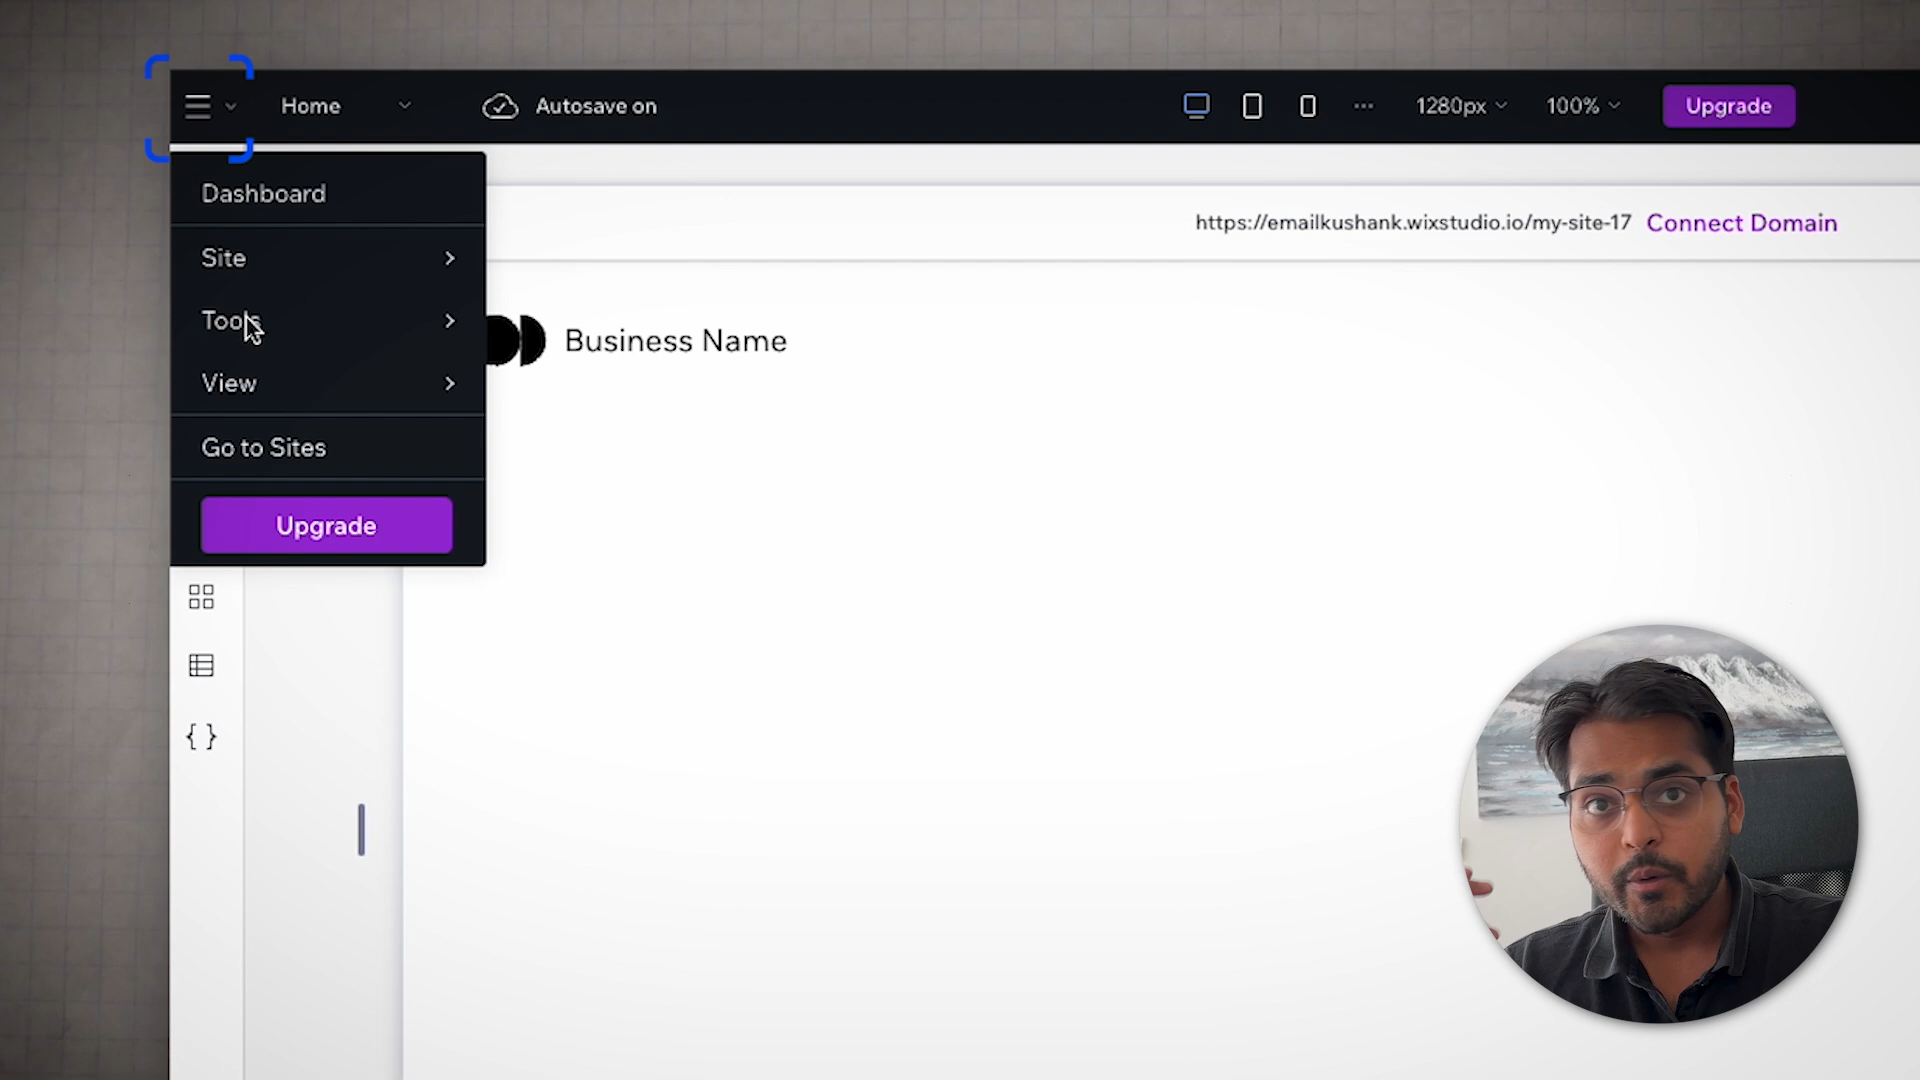 Home
Autosave on
1280px
100%
Upgrade
Dashboard
https://emailkushank.wixstudio.io/my-site-17 Connect Domain
Site
Tools
Business Name
View
Go to Sites
Upgrade